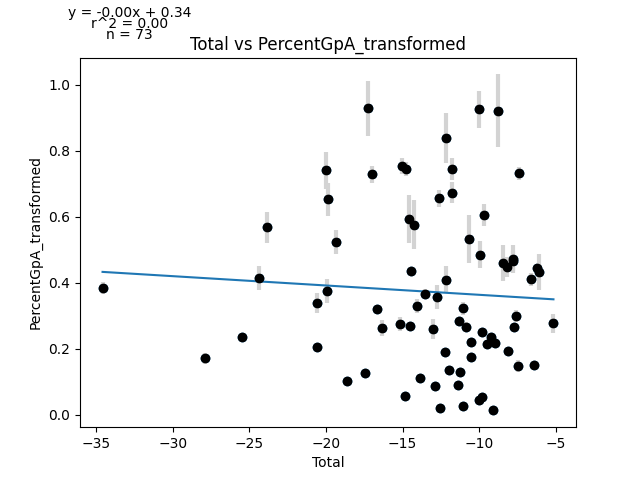 y = -0.00x + 0.34
r^2 = 0.00
n = 73
Total vs PercentGpA_transformed
1.0
0.8
0.6
0.4
0.2
0.0
PercentGpA_transformed
−35
−30
−25
−20
−15
−10
−5
Total